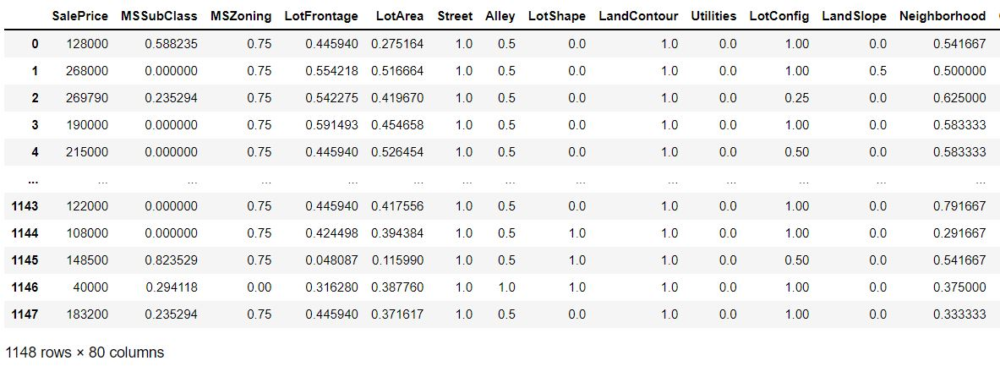 SalePrice MSSubClass MSZoning LotFrontage LotArea Street Alley LotShape LandContour Utilities LotConfig LandSlope Neighborhood
0 128000 0.588235 0.75 0.445940 0.275164 1.0 0.5 0.0 1.0 0.0 1.00 0.0 0.541667
1 268000 0.000000 0.75 0.554218 0.516664 1.0 0.5 0.0 1.0 0.0 1.00 0.5 0.500000
2 269790 0.235294 0.75 0.542275 0.419670 1.0 0.5 0.0 1.0 0.0 0.25 0.0 0.625000
3 190000 0.000000 0.75 0.591493 0.454658 1.0 0.5 0.0 1.0 0.0 1.00 0.0 0.583333
4 215000 0.000000 0.75 0.445940 0.526454 1.0 0.5 0.0 1.0 0.0 0.50 0.0 0.583333
... ... ... ... ... ... ... ... ... ... ... ... ... ...
1143 122000 0.000000 0.75 0.445940 0.417556 1.0 0.5 0.0 1.0 0.0 1.00 0.0 0.791667
1144 108000 0.000000 0.75 0.424498 0.394384 1.0 0.5 1.0 1.0 0.0 1.00 0.0 0.291667
1145 148500 0.823529 0.75 0.048087 0.115990 1.0 0.5 1.0 1.0 0.0 0.50 0.0 0.541667
1146 40000 0.294118 0.00 0.316280 0.387760 1.0 1.0 1.0 1.0 0.0 1.00 0.0 0.375000
1147 183200 0.235294 0.75 0.445940 0.371617 1.0 0.5 0.0 1.0 0.0 1.00 0.0 0.333333
1148 rows × 80 columns